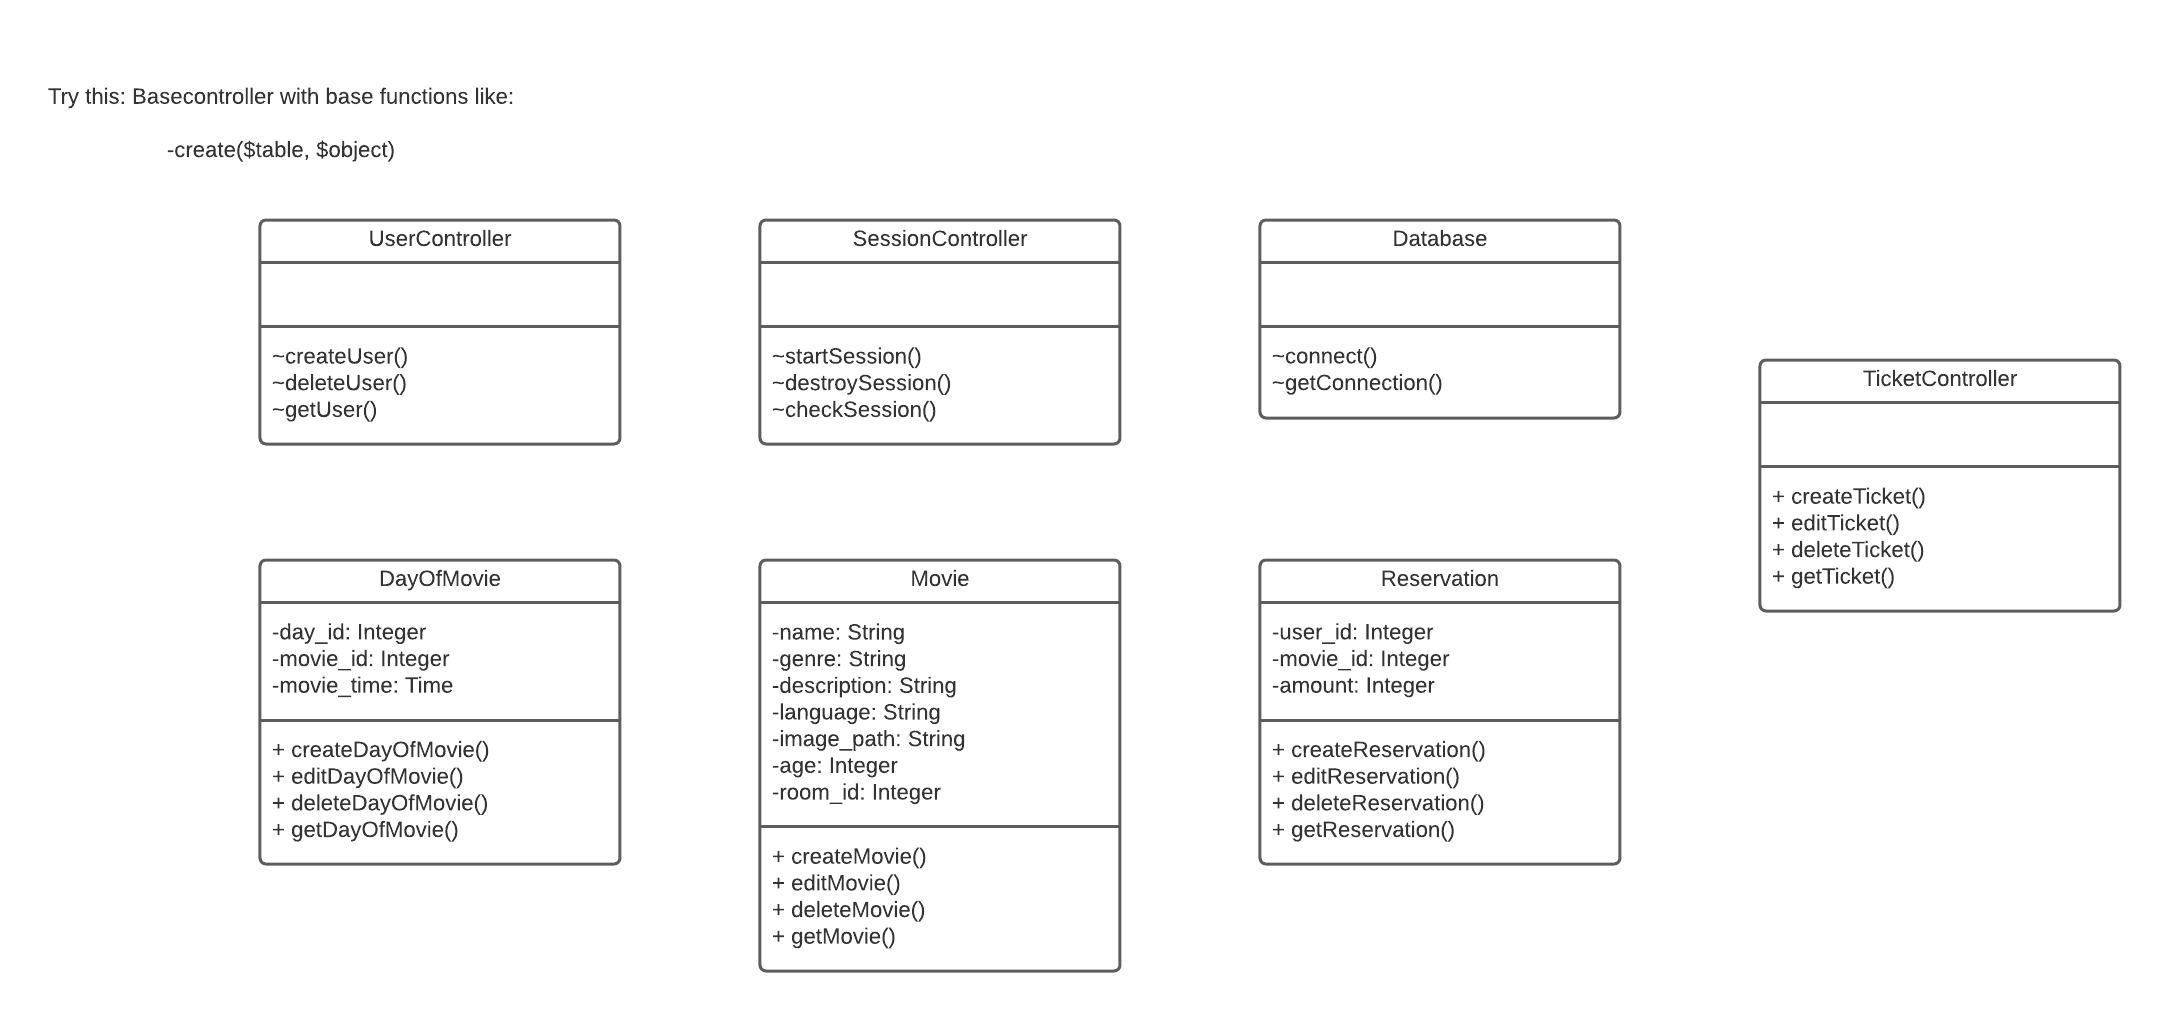 Try this: Basecontroller with base functions like:
-create($table, $object)
UserController
~createUser()
~deleteUser()
~getUser()
SessionController
~startSession()
~destroySession()
~checkSession()
Database
~connect()
~getConnection()
TicketController
+ createTicket()
+ editTicket()
+ deleteTicket()
+ getTicket()
DayOfMovie
-day_id: Integer
-movie_id: Integer
-movie_time: Time
+ createDayOfMovie()
+ editDayOfMovie()
+ deleteDayOfMovie()
+ getDayOfMovie()
Movie
-name: String
-genre: String
-description: String
-language: String
-image_path: String
-age: Integer
-room_id: Integer
+ createMovie()
+ editMovie()
+ deleteMovie()
+ getMovie()
Reservation
-user_id: Integer
-movie_id: Integer
-amount: Integer
+ createReservation()
+ editReservation()
+ deleteReservation()
+ getReservation()